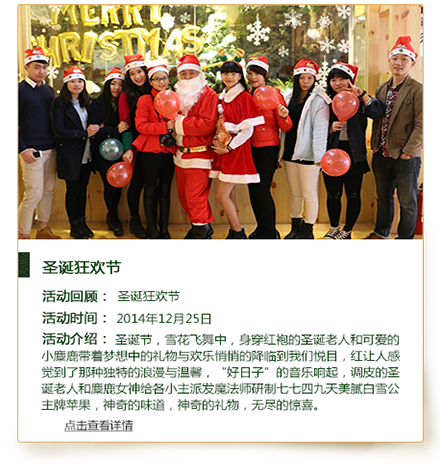 MERRY
CHRISTMAS
圣诞狂欢节
活动回顾： 圣诞狂欢节
活动时间： 2014年12月25日
活动介绍：圣诞节，雪花飞舞中，身穿红袍的圣诞老人和可爱的
小麋鹿带着梦想中的礼物与欢乐悄悄的降临到我们悦目，红让人感
觉到了那种独特的浪漫与温馨，“好日子”的音乐响起，调皮的圣
诞老人和麋鹿女神给各小主派发魔法师研制七七四九天美腻白雪公
主牌苹果，神奇的味道，神奇的礼物，无尽的惊喜。
点击查看详情